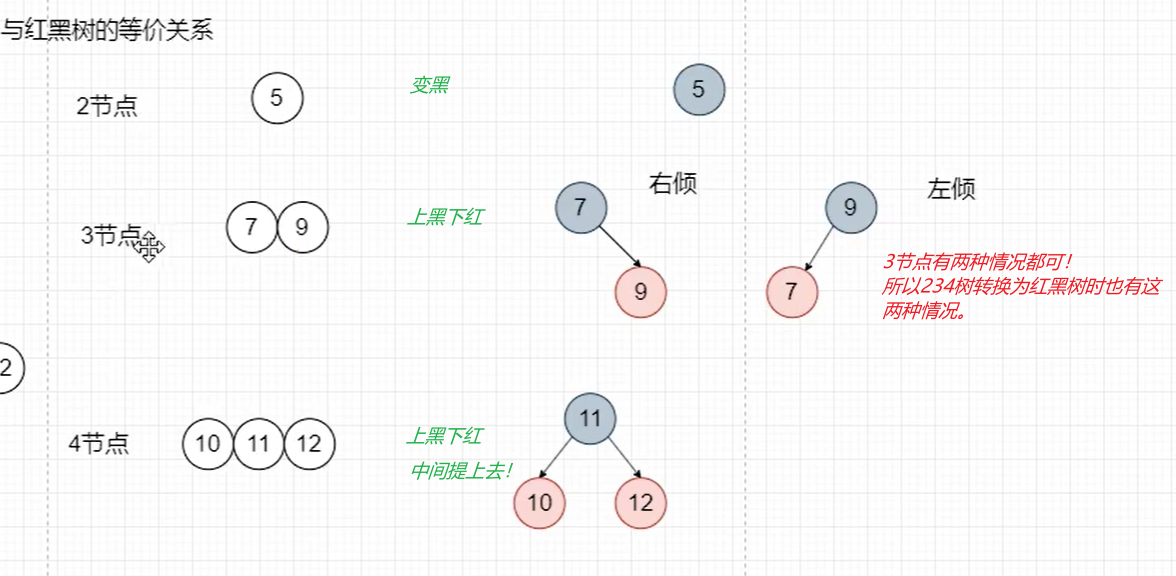 与红黑树的等价关系
2节点
5
变黑
5
3节点
7 9
上黑下红
7
右倾
9
左倾
9
7
3节点有两种情况都可！
所以234树转换为红黑树时也有这
两种情况。
2
4节点
10 11 12
上黑下红
中间提上去！
11
10
12